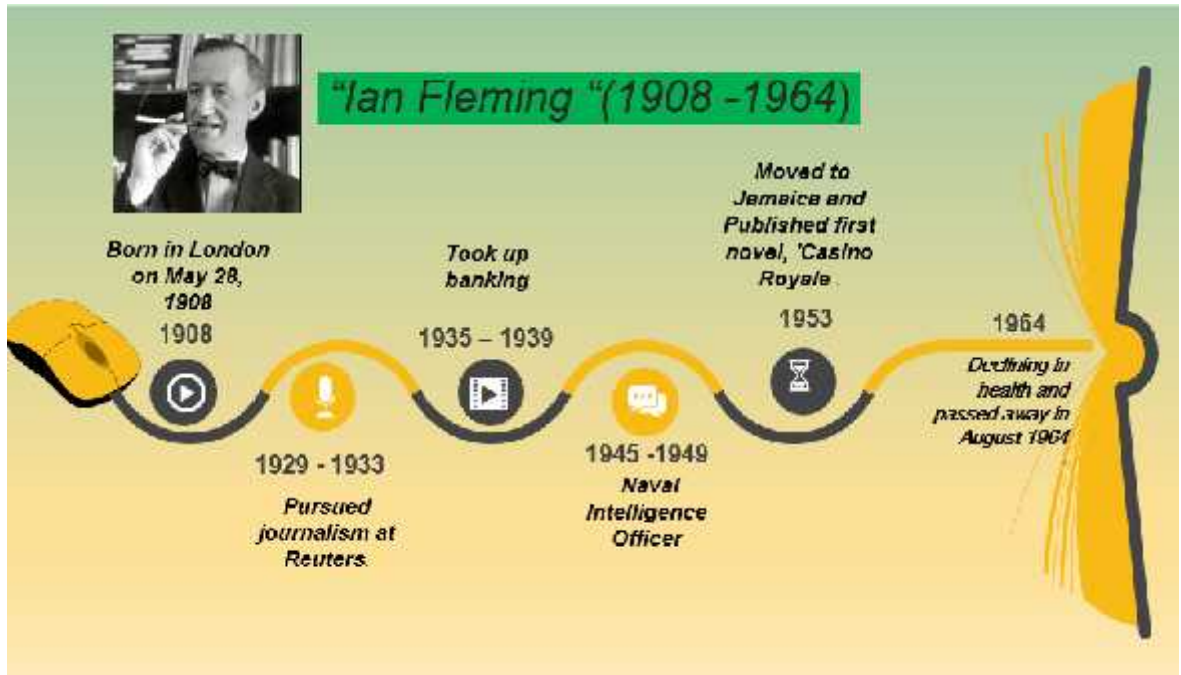 “Ian Fleming “(1908 -1964)
Born in London
on May 28,
1908
1908
1929 - 1933
Pursued
journalism at
Reuters.
Took up
banking
1935 – 1939
1945 -1949
Naval
Intelligence
Officer
Moved to
Jamaica and
Published first
novel, 'Casino
Royale.
1953
1964
Declining in
health and
passed away in
August 1964